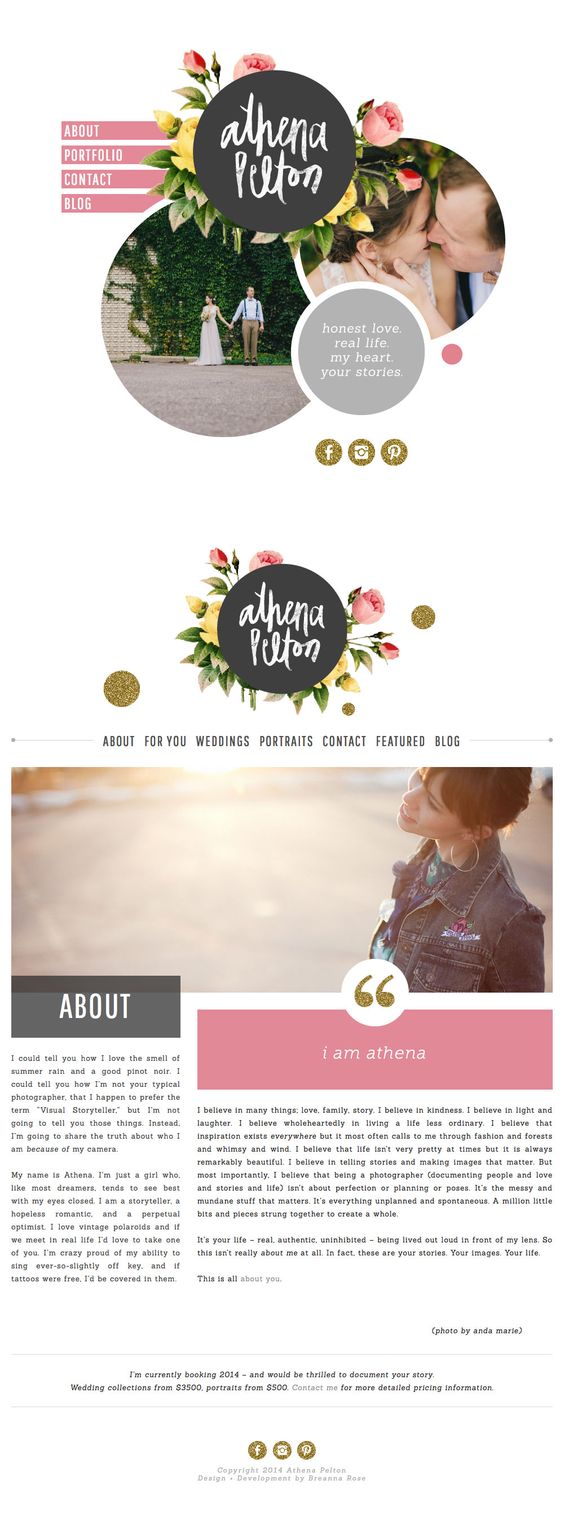 athena
Pelton
ABOUT
PORTFOLIO
CONTACT
BLOG
honest love.
real life.
my heart.
your stories.
athena
Pelton
ABOUT FOR YOU WEDDINGS PORTRAITS CONTACT FEATURED BLOG
ABOUT
I could tell you how I love the smell of
summer rain and a good pinot noir. I
could tell you how I'm not your typical
photographer, that I happen to prefer the
term "Visual Storyteller," but I'm not
going to tell you those things. Instead,
I'm going to share the truth about who I
am because of my camera.
My name is Athena. I'm just a girl who,
like most dreamers, tends to see best
with my eyes closed. I am a storyteller, a
hopeless romantic, and a perpetual
optimist. I love vintage polaroids and if
we meet in real life I'd love to take one
of you. I'm crazy proud of my ability to
sing ever-so-slightly off key, and if
tattoos were free, I'd be covered in them.
“
i am athena
I believe in many things; love, family, story. I believe in kindness. I believe in light and
laughter. I believe wholeheartedly in living a life less ordinary. I believe that
inspiration exists everywhere but it most often calls to me through fashion and forests
and whimsy and wind. I believe that life isn't very pretty at times but it is always
remarkably beautiful. I believe in telling stories and making images that matter. But
most importantly, I believe that being a photographer (documenting people and love
and stories and life) isn't about perfection or planning or poses. It's the messy and
mundane stuff that matters. It's everything unplanned and spontaneous. A million little
bits and pieces strung together to create a whole.
It's your life – real, authentic, uninhibited – being lived out loud in front of my lens. So
this isn't really about me at all. In fact, these are your stories. Your images. Your life.
This is all about you.
(photo by anda marie)
I'm currently booking 2014 – and would be thrilled to document your story.
Wedding collections from $3500, portraits from $500. Contact me for more detailed pricing information.
Copyright 2014 Athena Pelton
Design + Development by Breanna Rose